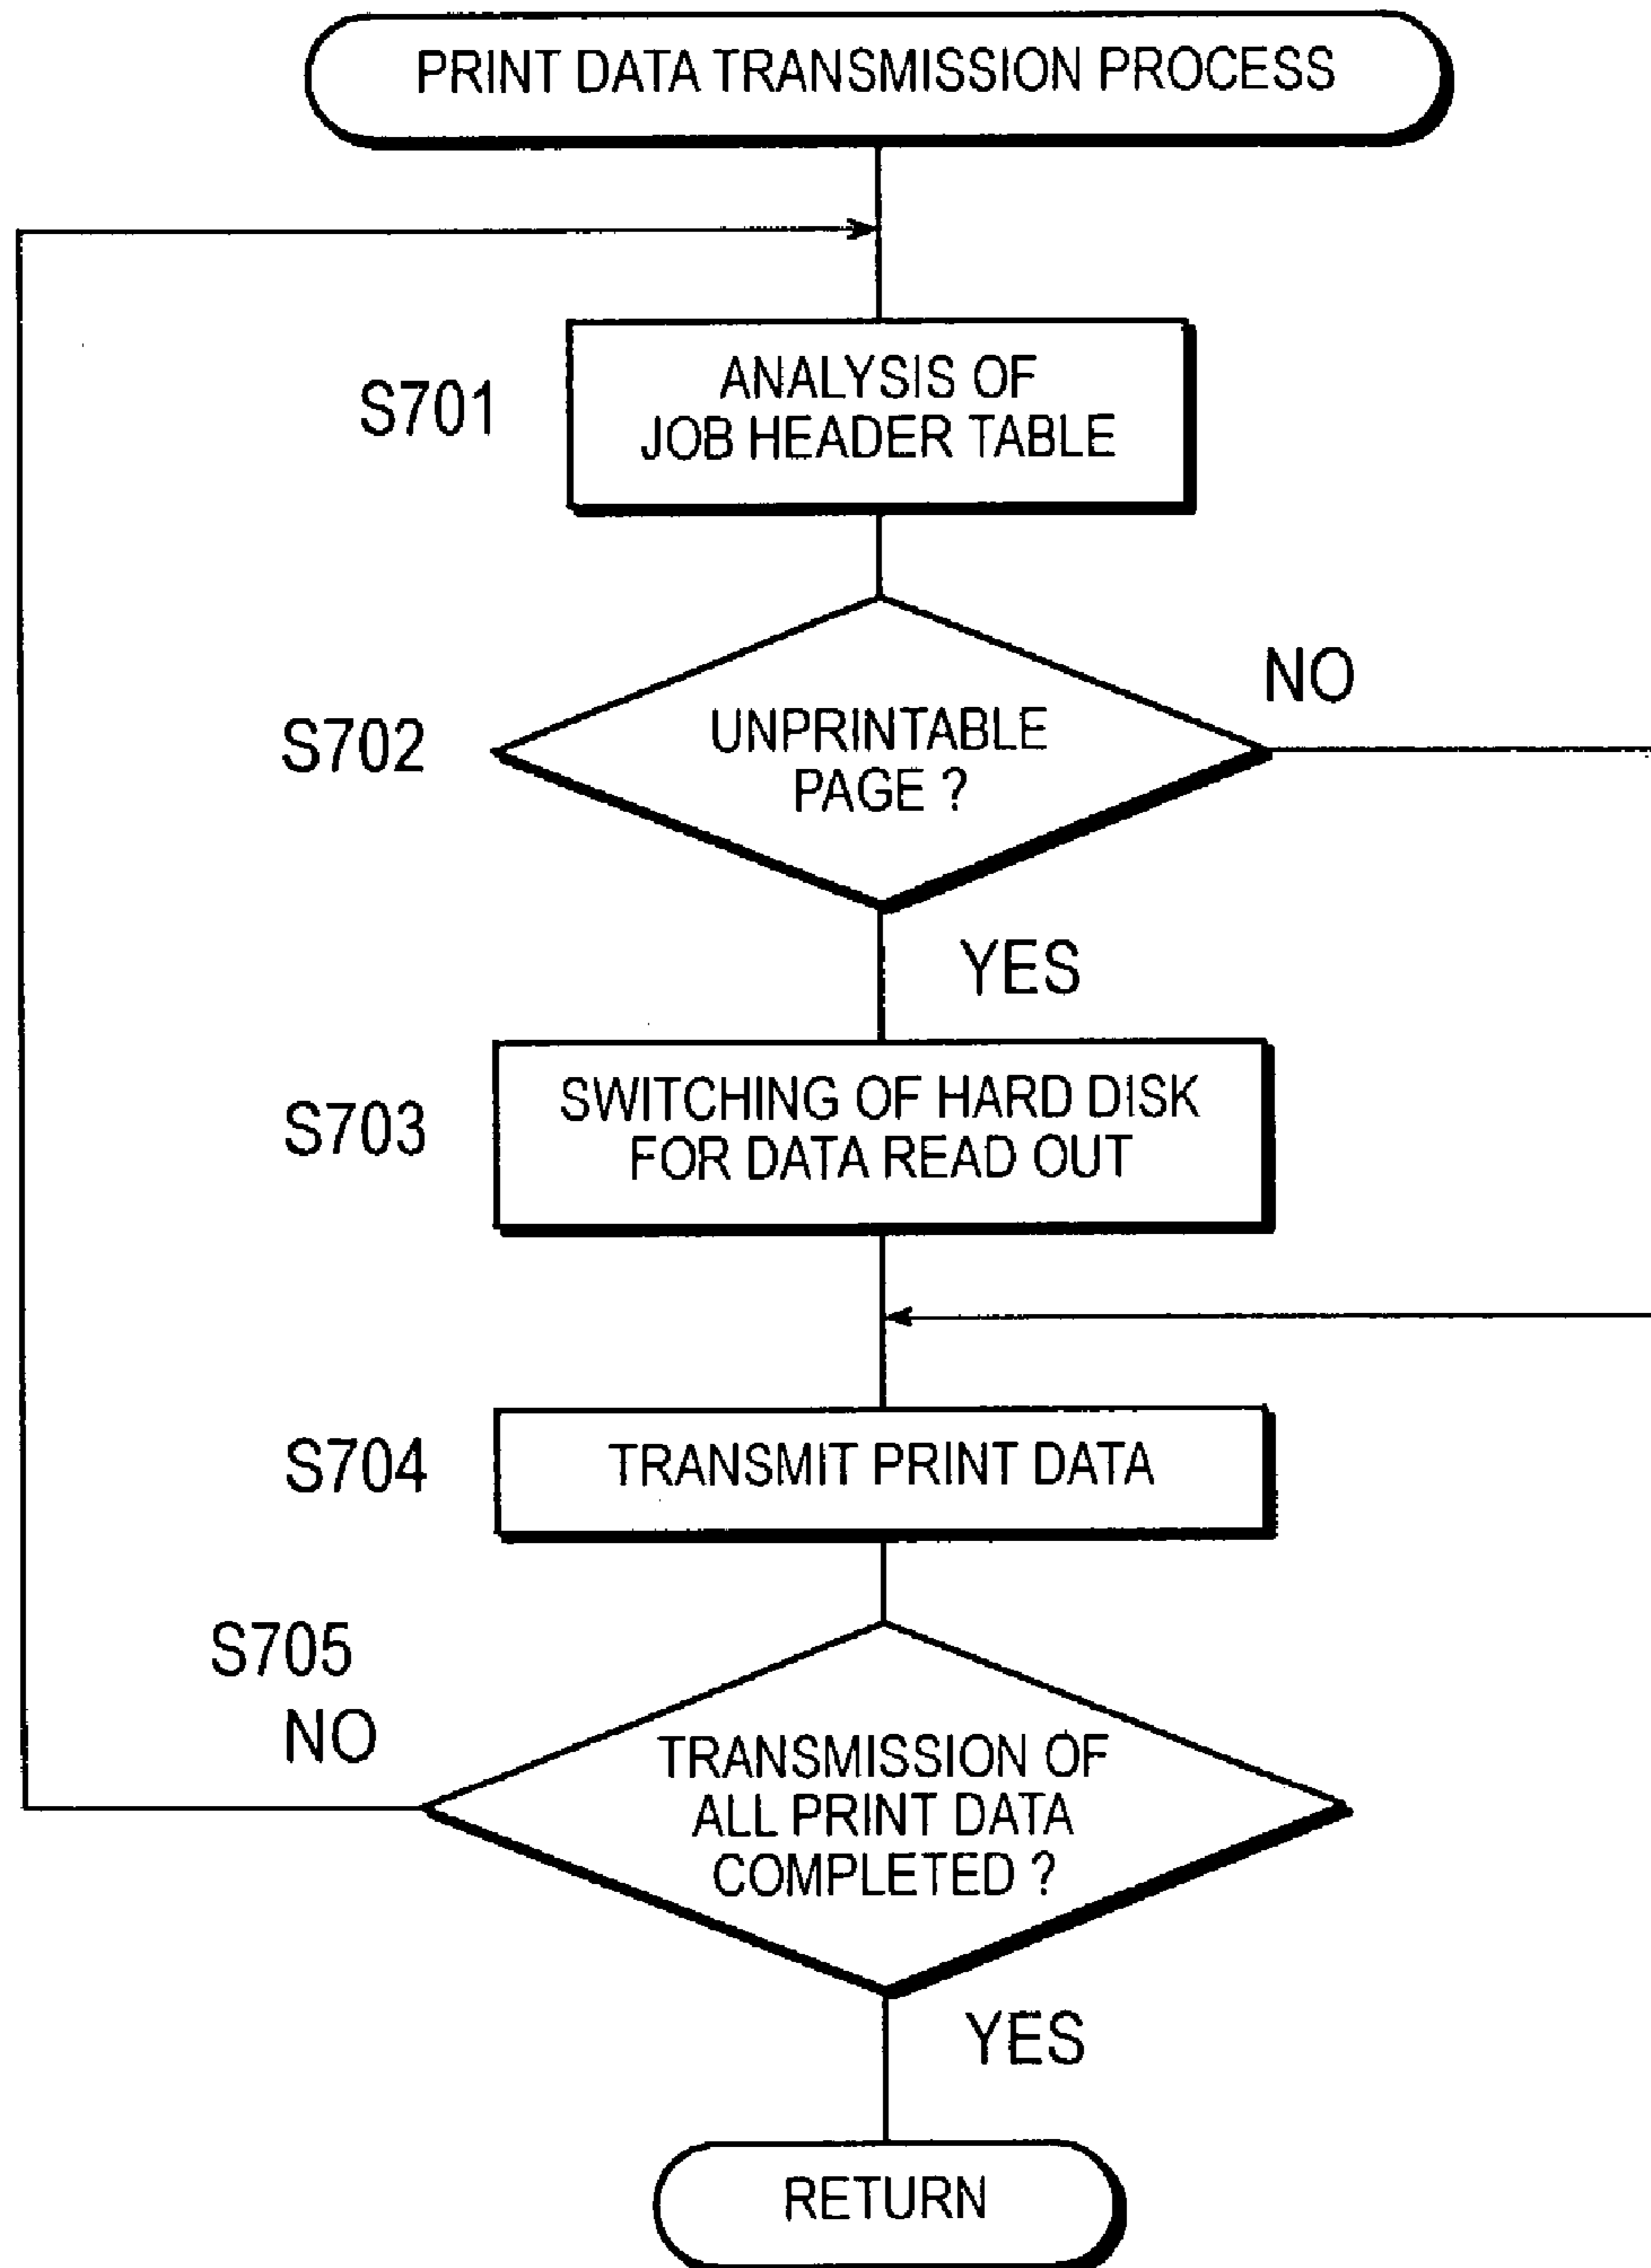 PRINT DATA TRANSMISSION PROCESS
S701
ANALYSIS OF
JOB HEADER TABLE
NO
S702
UNPRINTABLE
PAGE ?
YES
S703
SWITCHING OF HARD DISK
FOR DATA READ OUT
S704
TRANSMIT PRINT DATA
S705
NO
TRANSMISSION OF
ALL PRINT DATA
COMPLETED ?
YES
RETURN